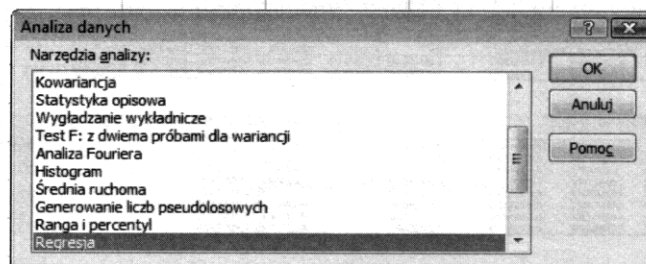 Analiza danych
Narzędzia analizy:
Kowariancja
Statystyka opisowa
Wygładzanie wykładnicze
Test F: z dwiema próbami dla wariancji
Analiza Fouriera
Histogram
Średnia ruchoma
Generowanie liczb pseudolosowych
Ranga i percentyl
Regresja
OK
Anuluj
Pomoc